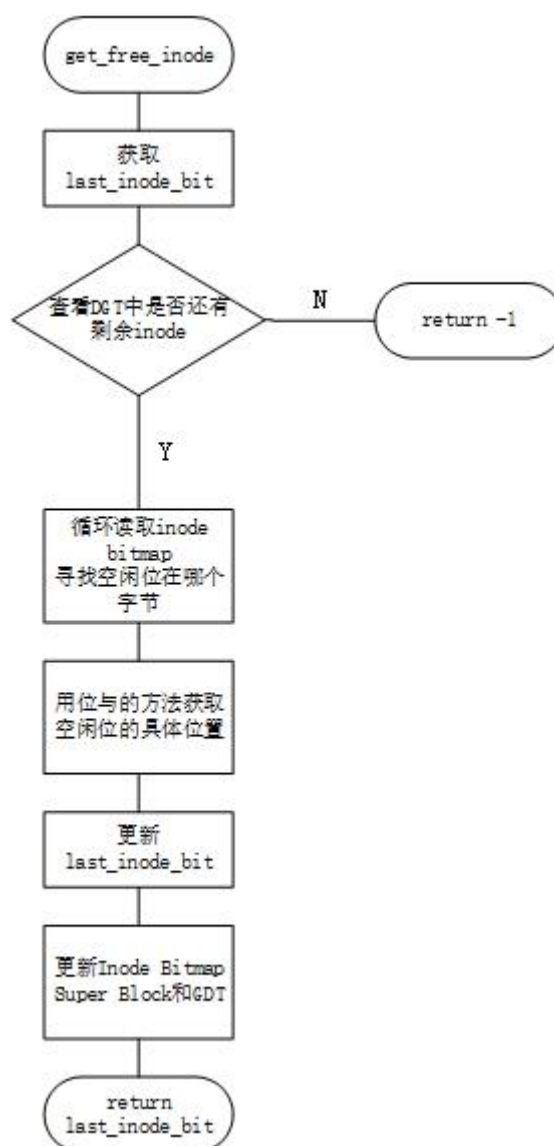 get_free_inode
获取
last_inode_bit
查看DGT中是否还有
剩余inode
N
return -1
Y
循环读取inode
bitmap
寻找空闲位在哪个
字节
用位与的方法获取
空闲位的具体位置
更新
last_inode_bit
更新Inode Bitmap
Super Block和GDT
return
last_inode_bit